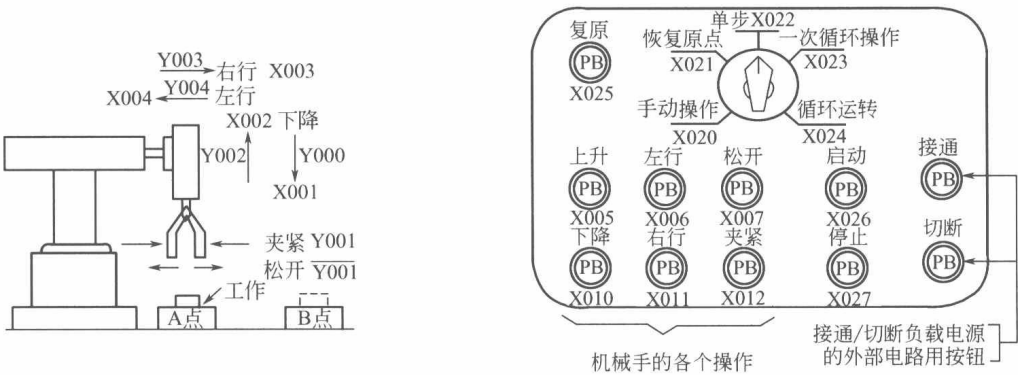 Y003 右行 X003
X004 Y004 左行
X002 下降
Y002 Y000
X001
夹紧 Y001
松开 Y001
工作
A点 B点
复原
PB
X025
单步X022
恢复原点
X021
一次循环操作
X023
手动操作
X020
循环运转
X024
上升 左行 松开 启动 接通
PB PB PB PB PB
X005 X006 X007 X026
下降 右行 夹紧 停止 切断
PB PB PB PB PB
X010 X011 X012 X027
机械手的各个操作
接通/切断负载电源
的外部电路用按钮